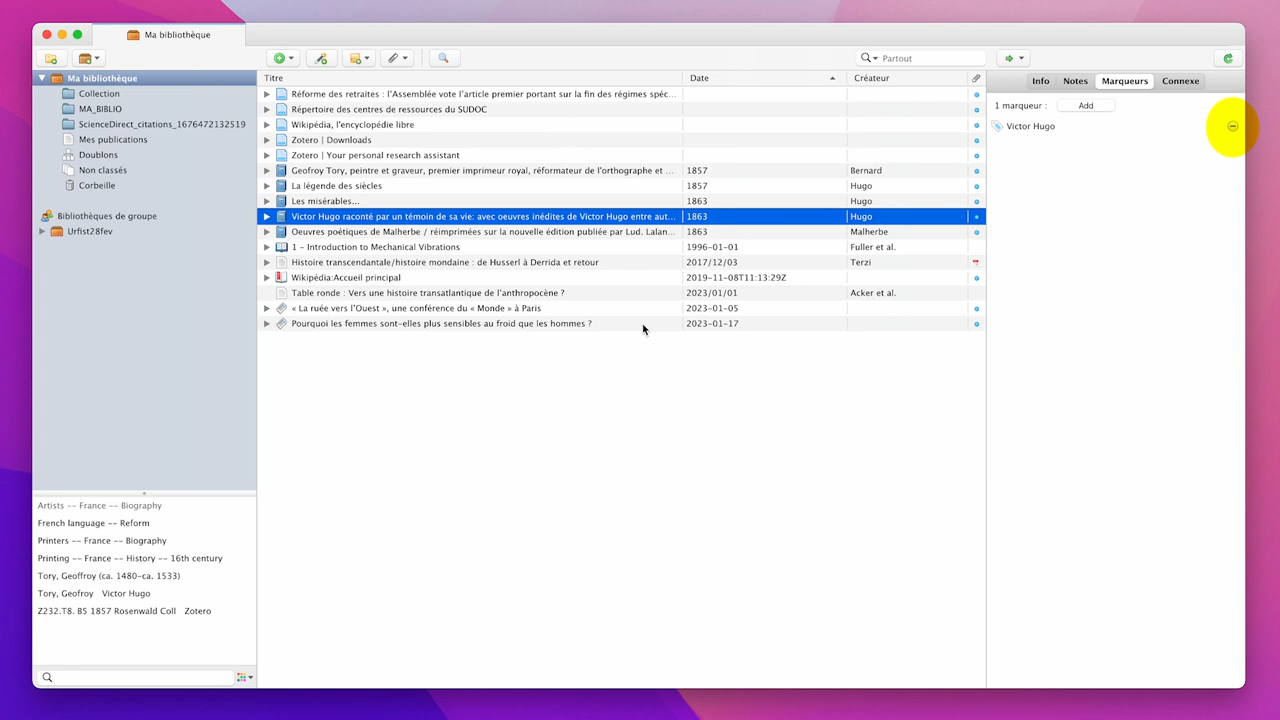 Ma bibliothèque
Partout
Ma bibliothèque
Collection
MA_BIBLIO
ScienceDirect_citations_1676472132519
Mes publications
Doublons
Non classés
Corbeille
Bibliothèques de groupe
Urfist28fev
Titre Date Créateur
Réforme des retraites : l'Assemblée vote l'article premier portant sur la fin des régimes spéc...
Répertoire des centres de ressources du SUDOC
Wikipédia, l'encyclopédie libre
Zotero | Downloads
Zotero | Your personal research assistant
Geofroy Tory, peintre et graveur, premier imprimeur royal, réformateur de l'orthographe et ... 1857 Bernard
La légende des siècles 1857 Hugo
Les misérables... 1863 Hugo
Victor Hugo raconté par un témoin de sa vie: avec oeuvres inédites de Victor Hugo entre aut... 1863 Hugo
Oeuvres poétiques de Malherbe / réimprimées sur la nouvelle édition publiée par Lud. Lalan... 1863 Malherbe
1 - Introduction to Mechanical Vibrations 1996-01-01 Fuller et al.
Histoire transcendantale/histoire mondaine : de Husserl à Derrida et retour 2017/12/03 Terzi
Wikipédia:Accueil principal 2019-11-08T11:13:29Z
Table ronde : Vers une histoire transatlantique de l'anthropocène ? 2023/01/01 Acker et al.
« La ruée vers l'Ouest », une conférence du « Monde » à Paris 2023-01-05
Pourquoi les femmes sont-elles plus sensibles au froid que les hommes ? 2023-01-17
Info Notes Marqueurs Connexe
1 marqueur : Add
Victor Hugo
Artists -- France -- Biography
French language -- Reform
Printers -- France -- Biography
Printing -- France -- History -- 16th century
Tory, Geoffroy (ca. 1480-ca. 1533)
Tory, Geofroy Victor Hugo
Z232.T8. B5 1857 Rosenwald Coll Zotero